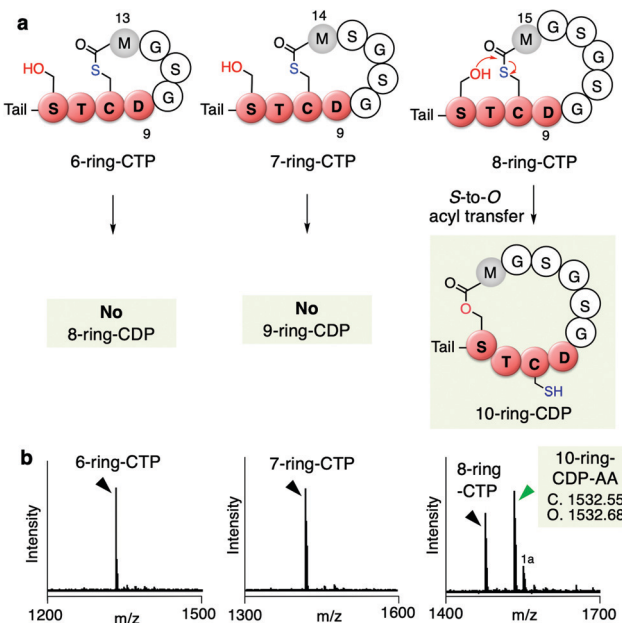 a
13
M
G
S
G
O
S
HO
Tail
S T C D
9
6-ring-CTP
14
M
S
G
S
G
O
S
HO
Tail
S T C D
9
7-ring-CTP
15
M
G
S
G
S
G
O
S
OH
Tail
S T C D
9
8-ring-CTP
S-to-O
acyl transfer
No
8-ring-CDP
No
9-ring-CDP
M
G
S
G
S
G
O
O
Tail
S
T
C
D
SH
10-ring-CDP
b
6-ring-CTP
Intensity
1200
m/z
1500
7-ring-CTP
Intensity
1300
m/z
1600
8-ring
-CTP
10-ring-
CDP-AA
C. 1532.55
O. 1532.68
1a
Intensity
1400
m/z
1700